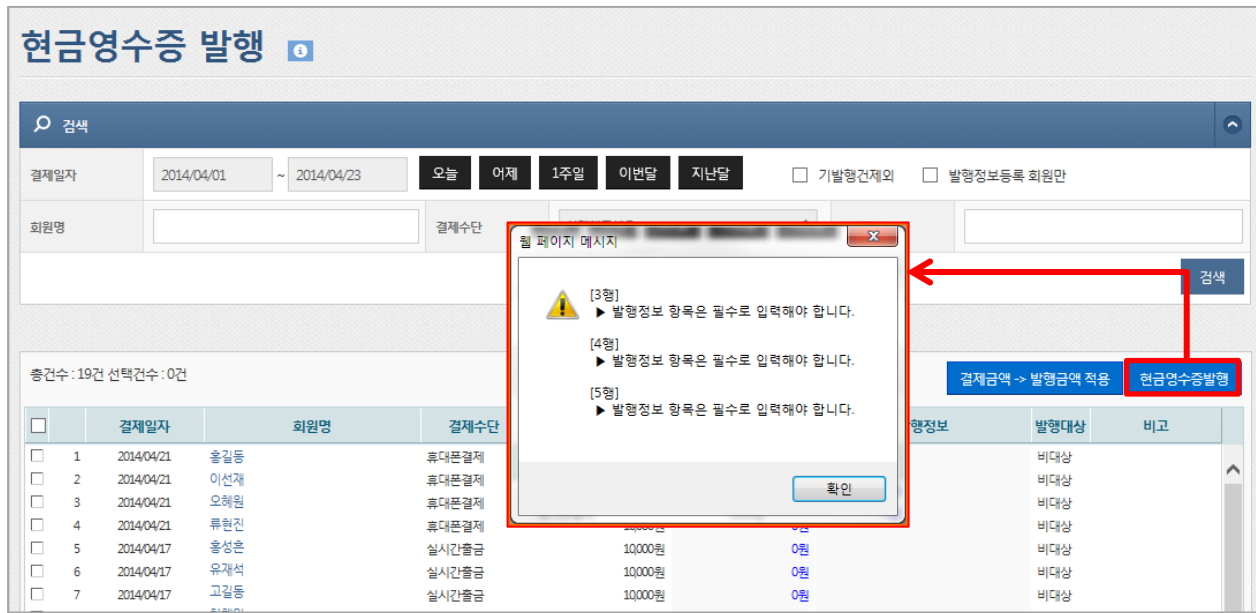 현금영수증 발행
검색
결제일자 2014/04/01 ~ 2014/04/23 오늘 어제 1주일 이번달 지난달 기발행건제외 발행정보등록 회원만
회원명 결제수단
웹 페이지 메시지
[3행]
▶ 발행정보 항목은 필수로 입력해야 합니다.
[4행]
▶ 발행정보 항목은 필수로 입력해야 합니다.
[5행]
▶ 발행정보 항목은 필수로 입력해야 합니다.
확인
검색
총건수 : 19건 선택건수 : 0건 결제금액 -> 발행금액 적용 현금영수증발행
결제일자 회원명 결제수단 행정보 발행대상 비고
1 2014/04/21 홍길동 휴대폰결제 비대상
2 2014/04/21 이선재 휴대폰결제 비대상
3 2014/04/21 오혜원 휴대폰결제 비대상
4 2014/04/21 류현진 휴대폰결제 비대상
5 2014/04/17 홍성흔 실시간출금 10,000원 0원 비대상
6 2014/04/17 유재석 실시간출금 10,000원 0원 비대상
7 2014/04/17 고길동 실시간출금 10,000원 0원 비대상